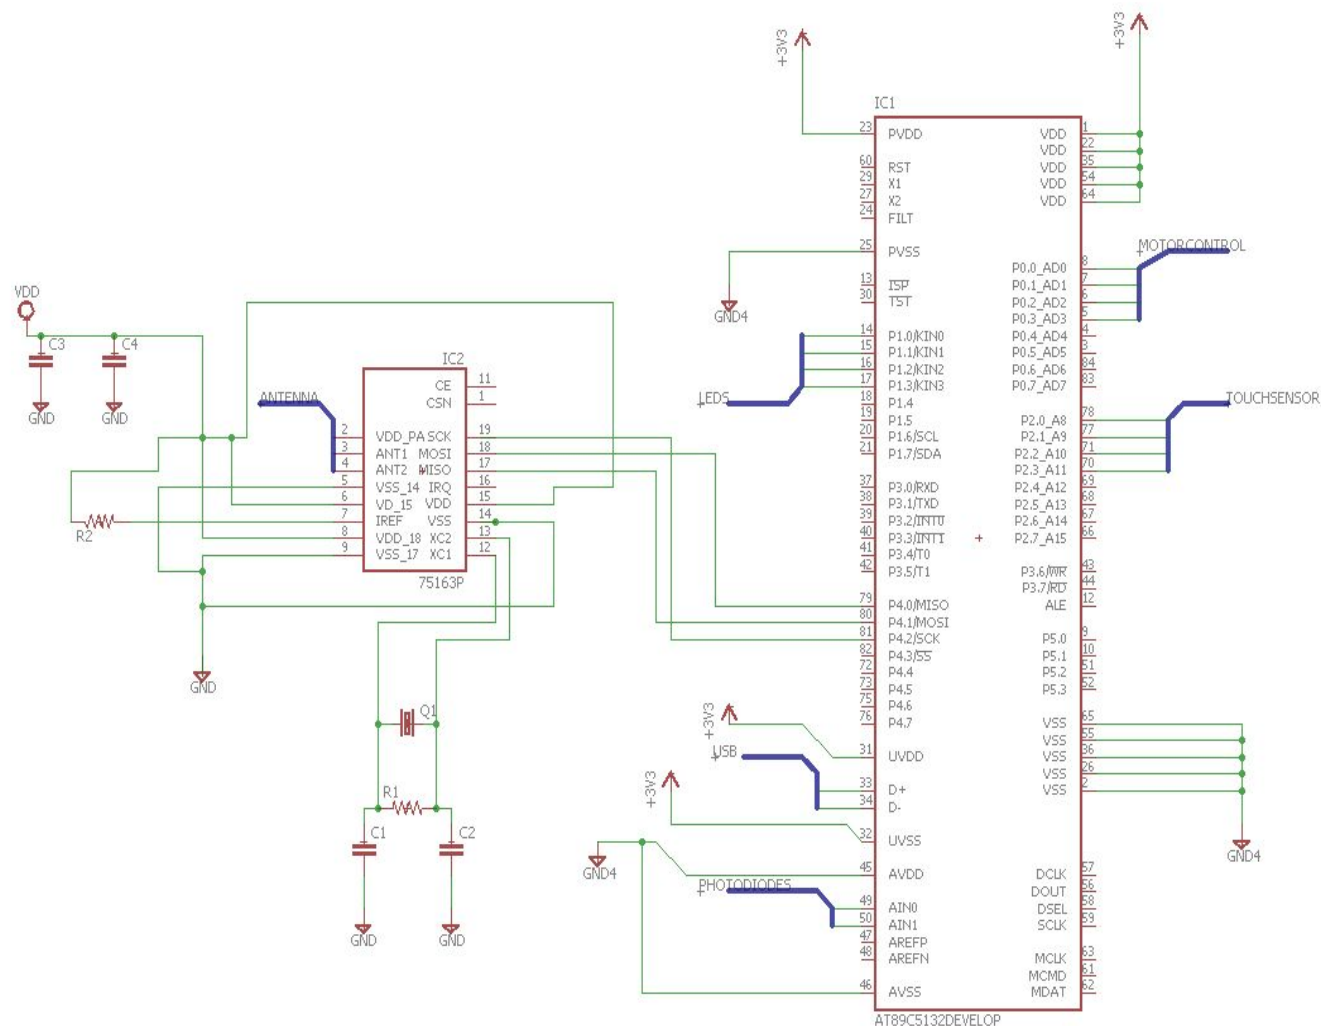 +3V3
+3V3
IC1
23 PVDD VDD 1
VDD 22
60 RST VDD 35
29 X1 VDD 54
27 X2 VDD 64
24 FILT
25 PVSS
MOTORCONTROL
P0.0_AD0 8
13 ISP P0.1_AD1 7
30 TST P0.2_AD2 6
P0.3_AD3 5
14 P1.0/KIN0 P0.4_AD4 4
15 P1.1/KIN1 P0.5_AD5 3
16 P1.2/KIN2 P0.6_AD6 84
17 P1.3/KIN3 P0.7_AD7 83
18 P1.4
19 P1.5 P2.0_A8 78
20 P1.6/SCL P2.1_A9 77
21 P1.7/SDA P2.2_A10 71
P2.3_A11 70
37 P3.0/RXD P2.4_A12 69
38 P3.1/TXD P2.5_A13 68
39 P3.2/INT0 P2.6_A14 67
40 P3.3/INT1 P2.7_A15 66
41 P3.4/T0
42 P3.5/T1 P3.6/WR 43
P3.7/RD 44
79 P4.0/MISO ALE 12
80 P4.1/MOSI
81 P4.2/SCK P5.0 9
82 P4.3/SS P5.1 10
72 P4.4 P5.2 51
73 P4.5 P5.3 52
75 P4.6
76 P4.7 VSS 65
VSS 55
31 UVDD VSS 36
VSS 26
33 D+ VSS 2
34 D-
32 UVSS
45 AVDD DCLK 57
DOUT 56
49 AIN0 DSEL 58
50 AIN1 SCLK 59
47 AREFP
48 AREFN MCLK 63
MCMD 61
46 AVSS MDAT 62
AT89C5132DEVELOP
GND4
LEDS
TOUCHSENSOR
+3V3
USB
+3V3
GND4
PHOTODIODES
GND4
VDD
C3
C4
GND
GND
ANTENNA
IC2
CE 11
CSN 1
2 VDD_PA SCK 19
3 ANT1 MOSI 18
4 ANT2 MISO 17
5 VSS_14 IRQ 16
6 VD_15 VDD 15
7 IREF VSS 14
8 VDD_18 XC2 13
9 VSS_17 XC1 12
75163P
R2
GND
Q1
R1
C1
C2
GND
GND